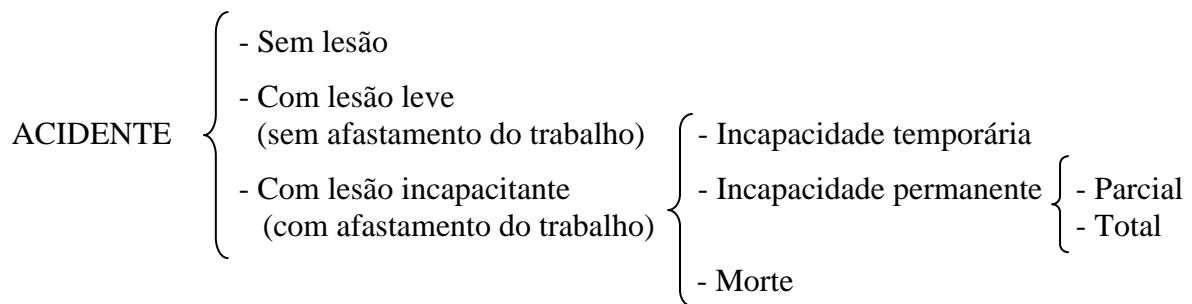 - Sem lesão
- Com lesão leve
ACIDENTE
(sem afastamento do trabalho)
- Incapacidade temporária
- Com lesão incapacitante
(com afastamento do trabalho)
- Incapacidade permanente
- Parcial
- Total
- Morte